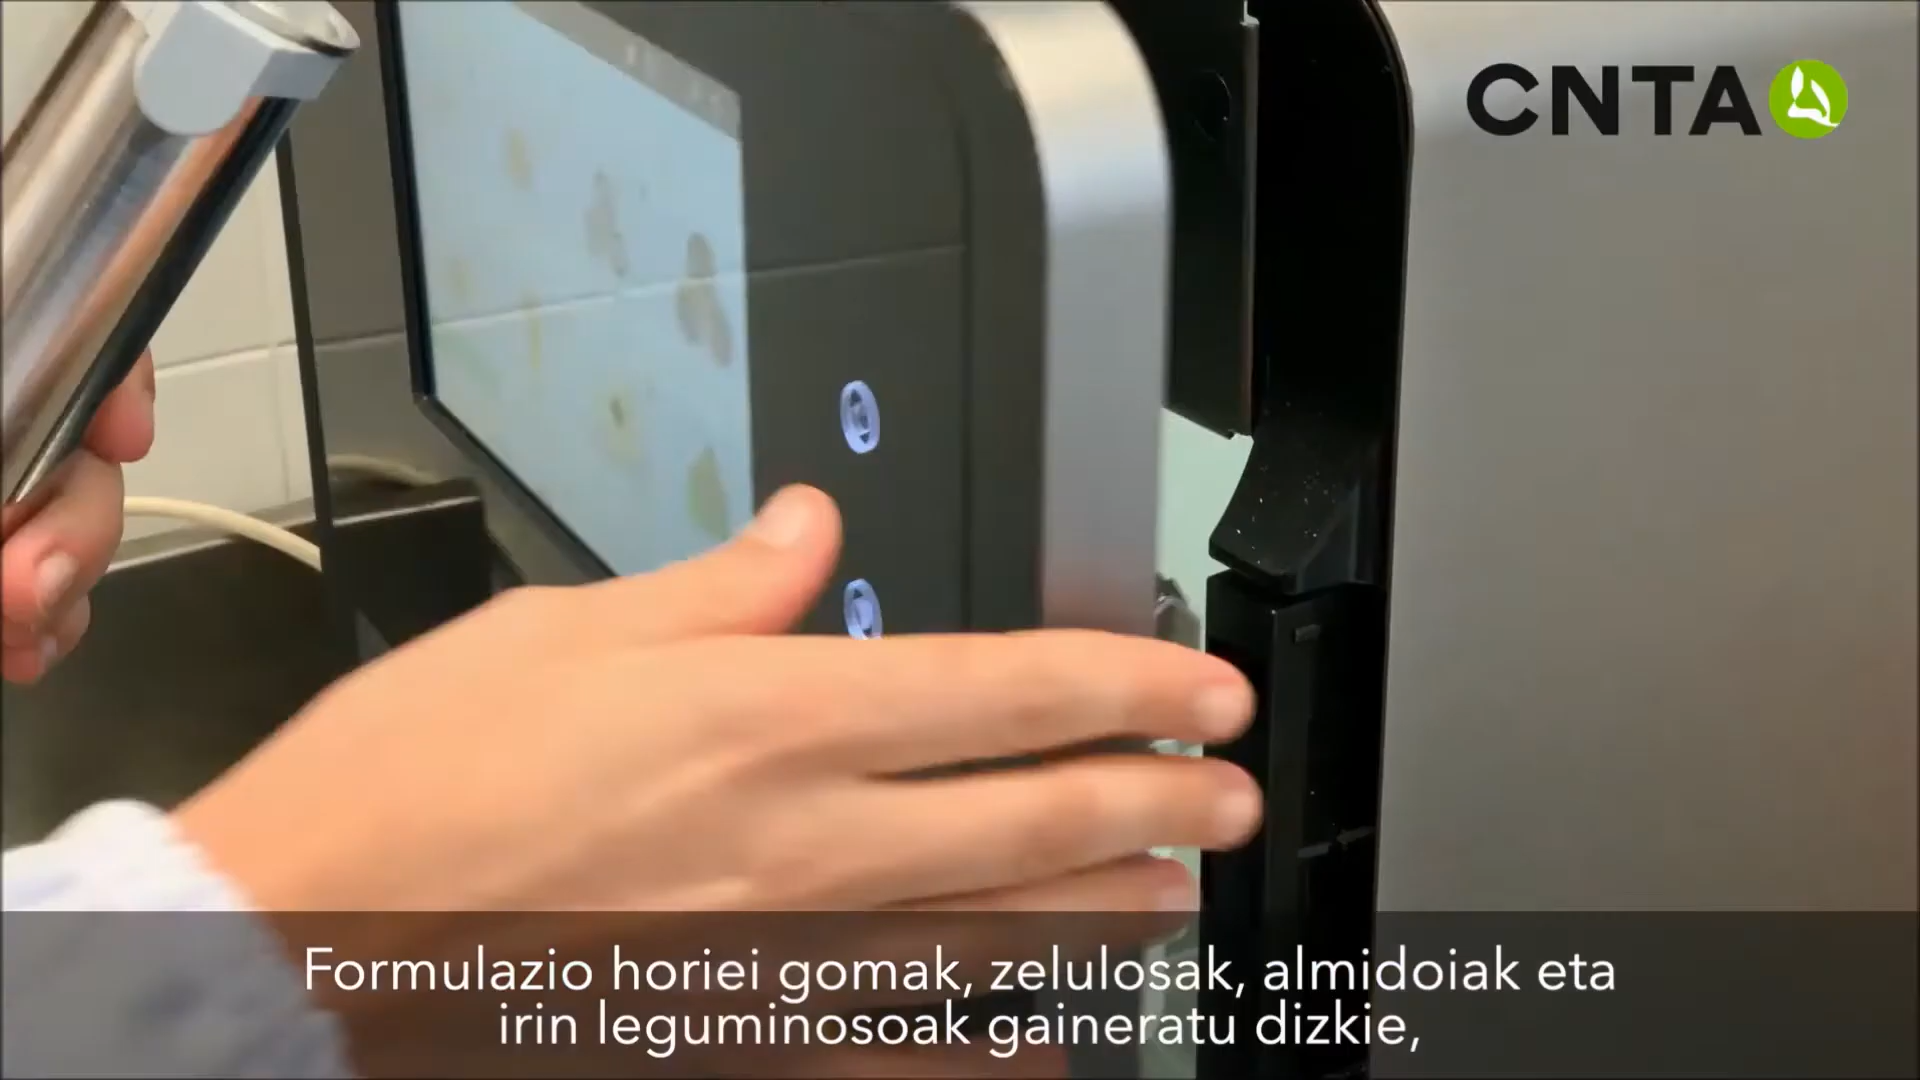 CNTA
Formulazio horiei gomak, zelulosak, almidoiak eta
irin leguminosoak gaineratu dizkie,